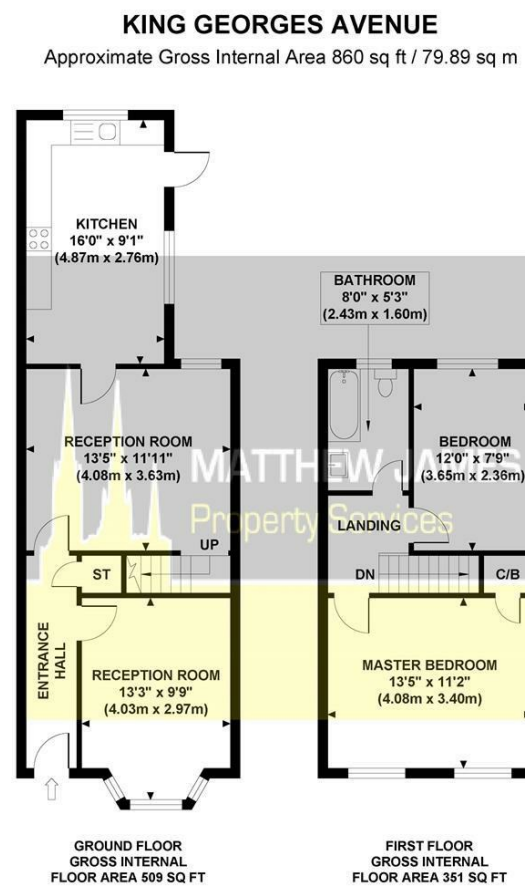 KING GEORGES AVENUE
Approximate Gross Internal Area 860 sq ft / 79.89 sq m
KITCHEN
16'0" x 9'1"
(4.87m x 2.76m)
BATHROOM
8'0" x 5'3"
(2.43m x 1.60m)
RECEPTION ROOM
13'5" x 11'11"
(4.08m x 3.63m)
BEDROOM
12'0" x 7'9"
(3.65m x 2.36m)
MATTHEW JAMES
Property Services
LANDING
UP
ST
DN
C/B
ENTRANCE
HALL
RECEPTION ROOM
13'3" x 9'9"
(4.03m x 2.97m)
MASTER BEDROOM
13'5" x 11'2"
(4.08m x 3.40m)
GROUND FLOOR
GROSS INTERNAL
FLOOR AREA 509 SQ FT
FIRST FLOOR
GROSS INTERNAL
FLOOR AREA 351 SQ FT